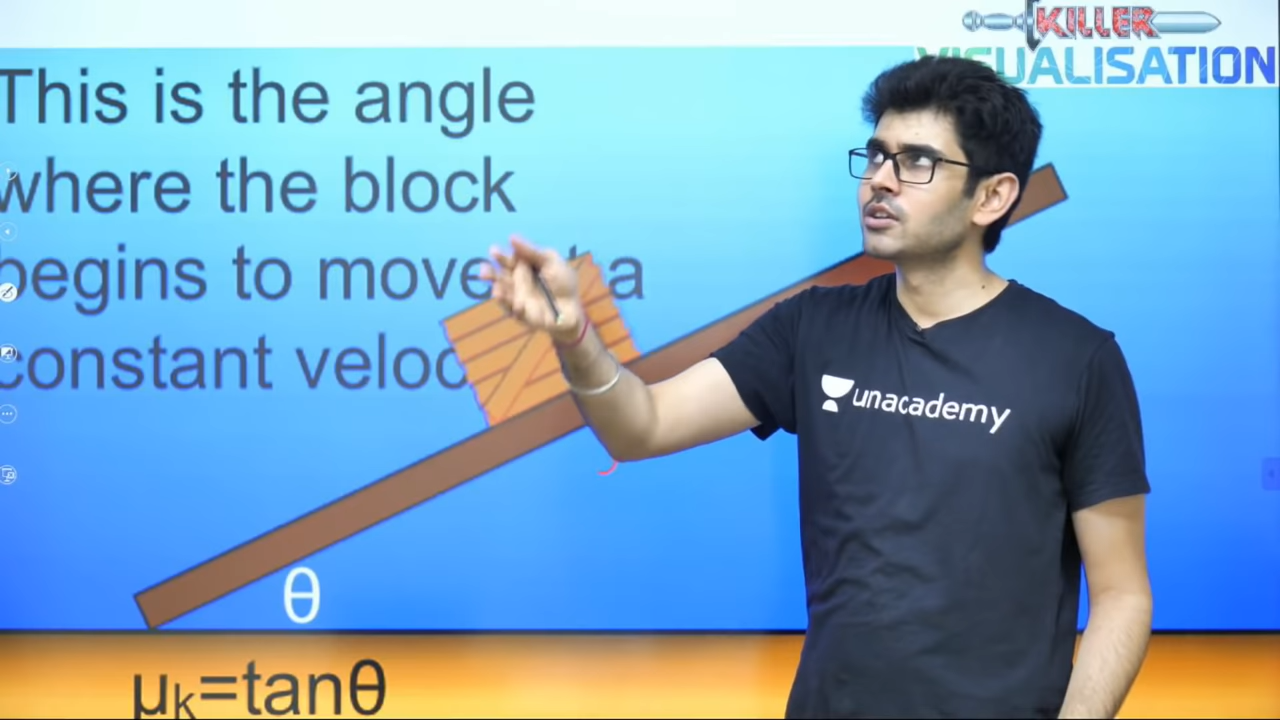 KILLER
VISUALISATION
This is the angle
where the block
begins to move a
constant
unacademy
θ
μₖ=tanθ